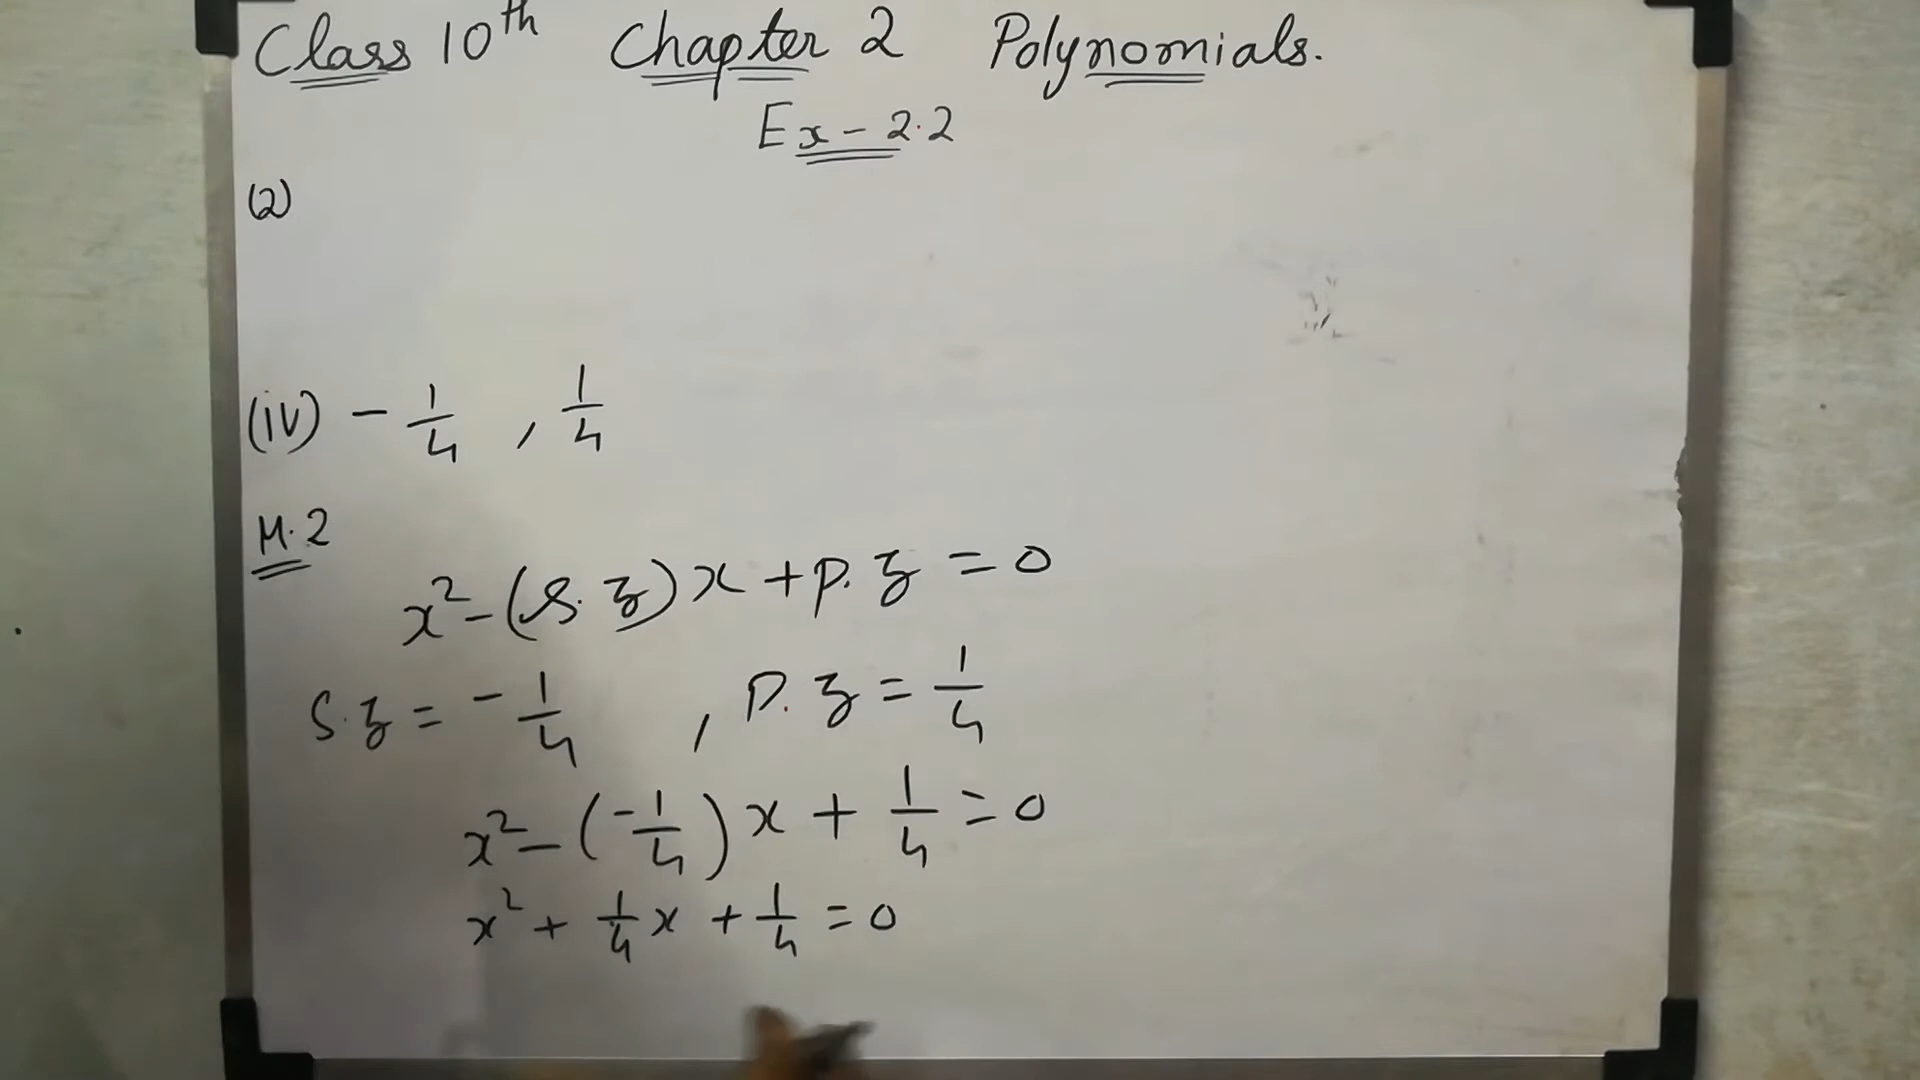 Class 10th Chapter 2 Polynomials.
Ex - 2.2
(2)
(iv) - 1/4 , 1/4
M.2
x² - (S.z)x + p.z = 0
S.z = - 1/4 , P.z = 1/4
x² - (-1/4)x + 1/4 = 0
x² + 1/4 x + 1/4 = 0